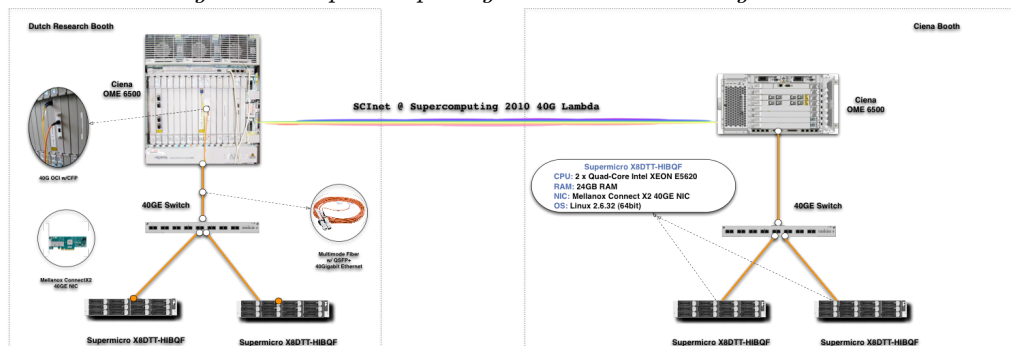 Dutch Research Booth
Ciena Booth
Ciena
OME 6500
SCInet @ Supercomputing 2010 40G Lambda
Ciena
OME 6500
40G OCI w/CFP
Supermicro X8DTT-HIBQF
CPU: 2 x Quad-Core Intel XEON E5620
RAM: 24GB RAM
NIC: Mellanox Connect X2 40GE NIC
OS: Linux 2.6.32 (64bit)
40GE Switch
40GE Switch
Multimode Fiber
w/ QSFP+
40Gigabit Ethernet
Mellanox ConnectX2
40GE NIC
Supermicro X8DTT-HIBQF
Supermicro X8DTT-HIBQF
Supermicro X8DTT-HIBQF
Supermicro X8DTT-HIBQF